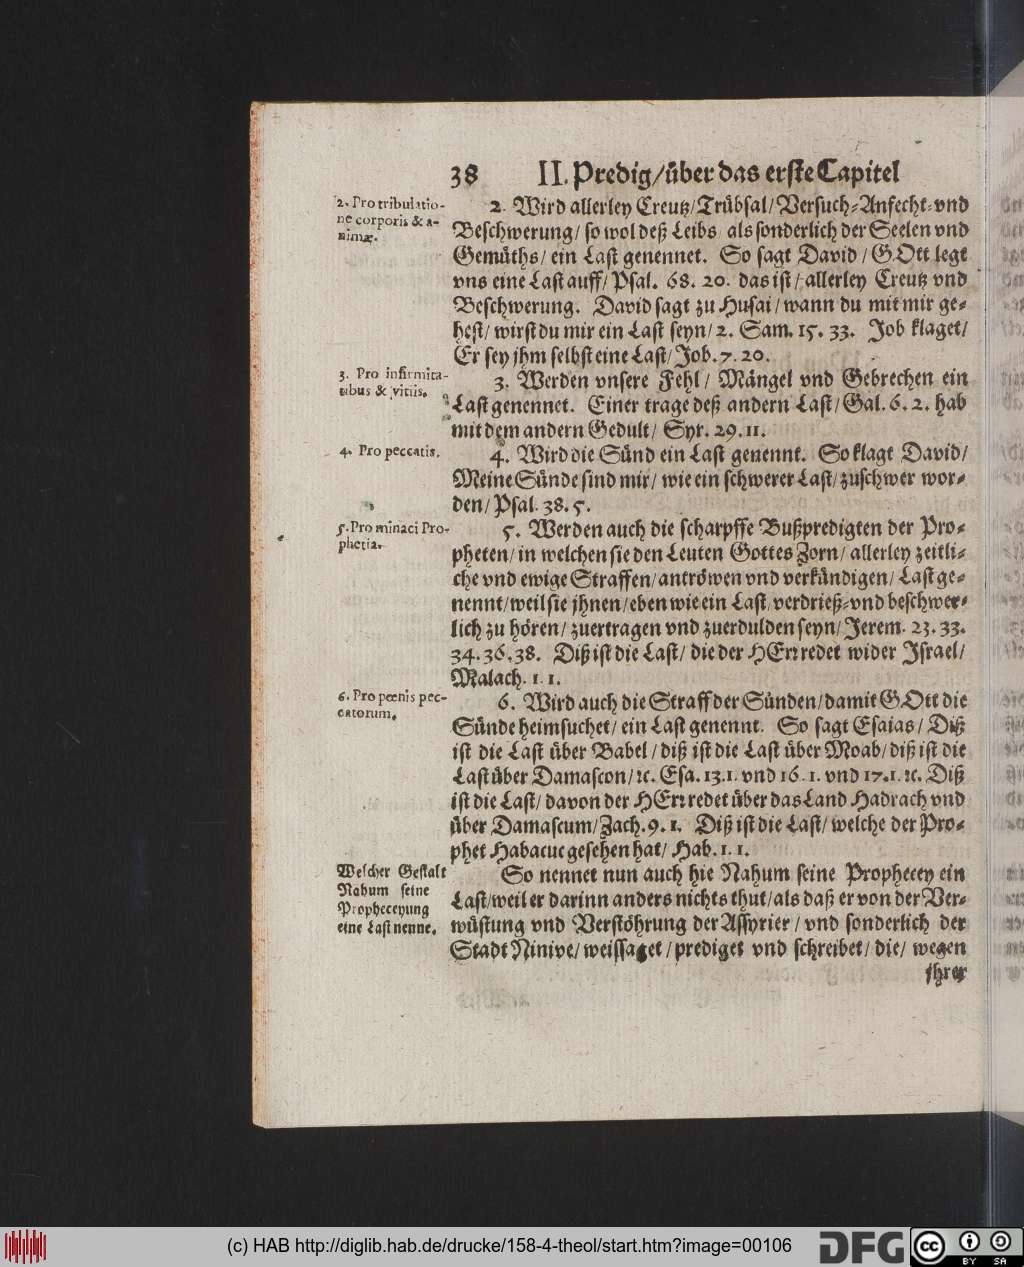 38 II. Predig/über das erste Capitel
2. Pro tribulatio-
ne corporis & a-
nimæ.
2. Wird allerley Creutz/Trübsal/Versuch-Anfecht-vnd
Beschwerung/ so wol deß Leibs als sonderlich der Seelen vnd
Gemüths/ ein Last genennet. So sagt David/ GOtt legt
vns eine Last auff/ Psal. 68. 20. das ist/ allerley Creutz vnd
Beschwerung. David sagt zu Husai/ wann du mit mir ge-
hest/ wirst du mir ein Last seyn/ 2. Sam. 15. 33. Job klaget/
Er sey jhm selbst eine Last/ Job. 7. 20.
3. Pro infirmita-
tibus & vitiis.
3. Werden vnsere Fehl/ Mängel vnd Gebrechen ein
Last genennet. Einer trage deß andern Last/ Gal. 6. 2. hab
mit dem andern Gedult/ Syr. 29. 11.
4. Pro peccatis.
4. Wird die Sünd ein Last genennt. So klagt David/
Meine Sünde sind mir/ wie ein schwerer Last/ zuschwer wor-
den/ Psal. 38. 5.
5. Pro minaci Pro-
phetia.
5. Werden auch die scharpffe Bußpredigten der Pro-
pheten/ in welchen sie den Leuten Gottes Zorn/ allerley zeitli-
che vnd ewige Straffen/ antröwen vnd verkündigen/ Last ge-
nennt/ weil sie jhnen/ eben wie ein Last/ verdrieß-vnd beschwer-
lich zu hören/ zuertragen vnd zuerdulden seyn/ Jerem. 23. 33.
34. 36. 38. Diß ist die Last/ die der HErr redet wider Israel/
Malach. 1. 1.
6. Pro pœnis pec-
catorum.
6. Wird auch die Straff der Sünden/ damit GOtt die
Sünde heimsuchet/ ein Last genennt. So sagt Esaias/ Diß
ist die Last über Babel/ diß ist die Last über Moab/ diß ist die
Last über Damascon/ ꝛc. Esa. 13. 1. vnd 16. 1. vnd 17. 1. ꝛc. Diß
ist die Last/ davon der HErr redet über das Land Hadrach vnd
über Damascum/ Zach. 9. 1. Diß ist die Last/ welche der Pro-
phet Habacuc gesehen hat/ Hab. 1. 1.
Welcher Gestalt
Nahum seine
Propheceyung
eine Last nenne.
So nennet nun auch hie Nahum seine Prophecey ein
Last/ weil er darinn anders nichts thut/ als daß er von der Ver-
wüstung vnd Verstöhrung der Assyrier/ vnd sonderlich der
Stadt Ninive/ weissaget/ prediget vnd schreibet/ die/ wegen
jhrer
(c) HAB http://diglib.hab.de/drucke/158-4-theol/start.htm?image=00106
DFG
cc BY SA